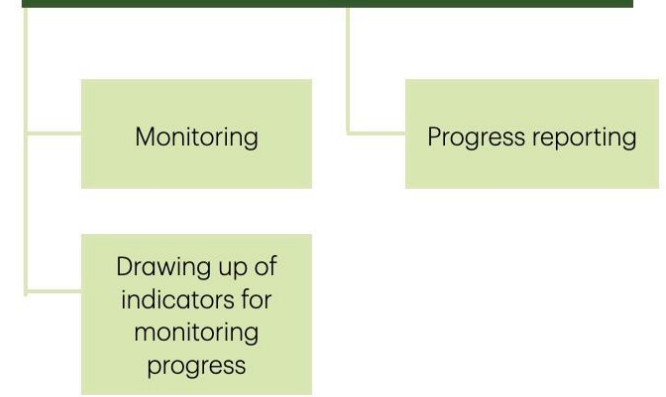 Monitoring
Progress reporting
Drawing up of
indicators for
monitoring
progress